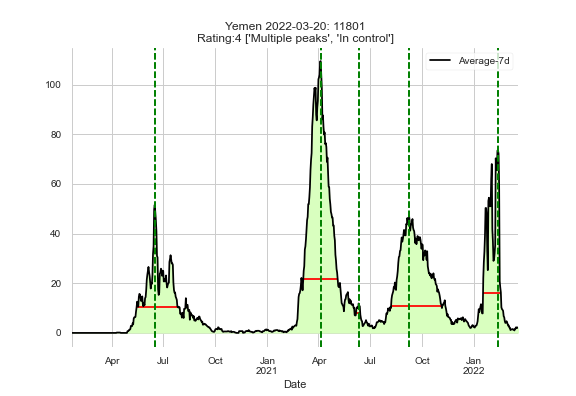 Yemen 2022-03-20: 11801
Rating:4 ['Multiple peaks', 'In control']
Average-7d
100
80
60
40
20
0
Apr Jul Oct Jan Apr Jul Oct Jan
2021 2022
Date